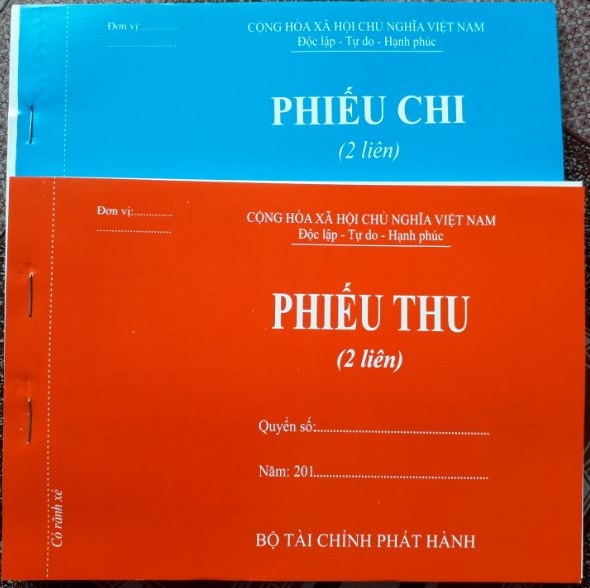 Đơn vị:............
......................
CỘNG HÒA XÃ HỘI CHỦ NGHĨA VIỆT NAM
Độc lập - Tự do - Hạnh phúc
PHIẾU CHI
(2 liên)
Đơn vị:............
......................
CỘNG HÒA XÃ HỘI CHỦ NGHĨA VIỆT NAM
Độc lập - Tự do - Hạnh phúc
PHIẾU THU
(2 liên)
Quyển số:..................................................
Năm: 201..................................................
Có rãnh xé
BỘ TÀI CHÍNH PHÁT HÀNH